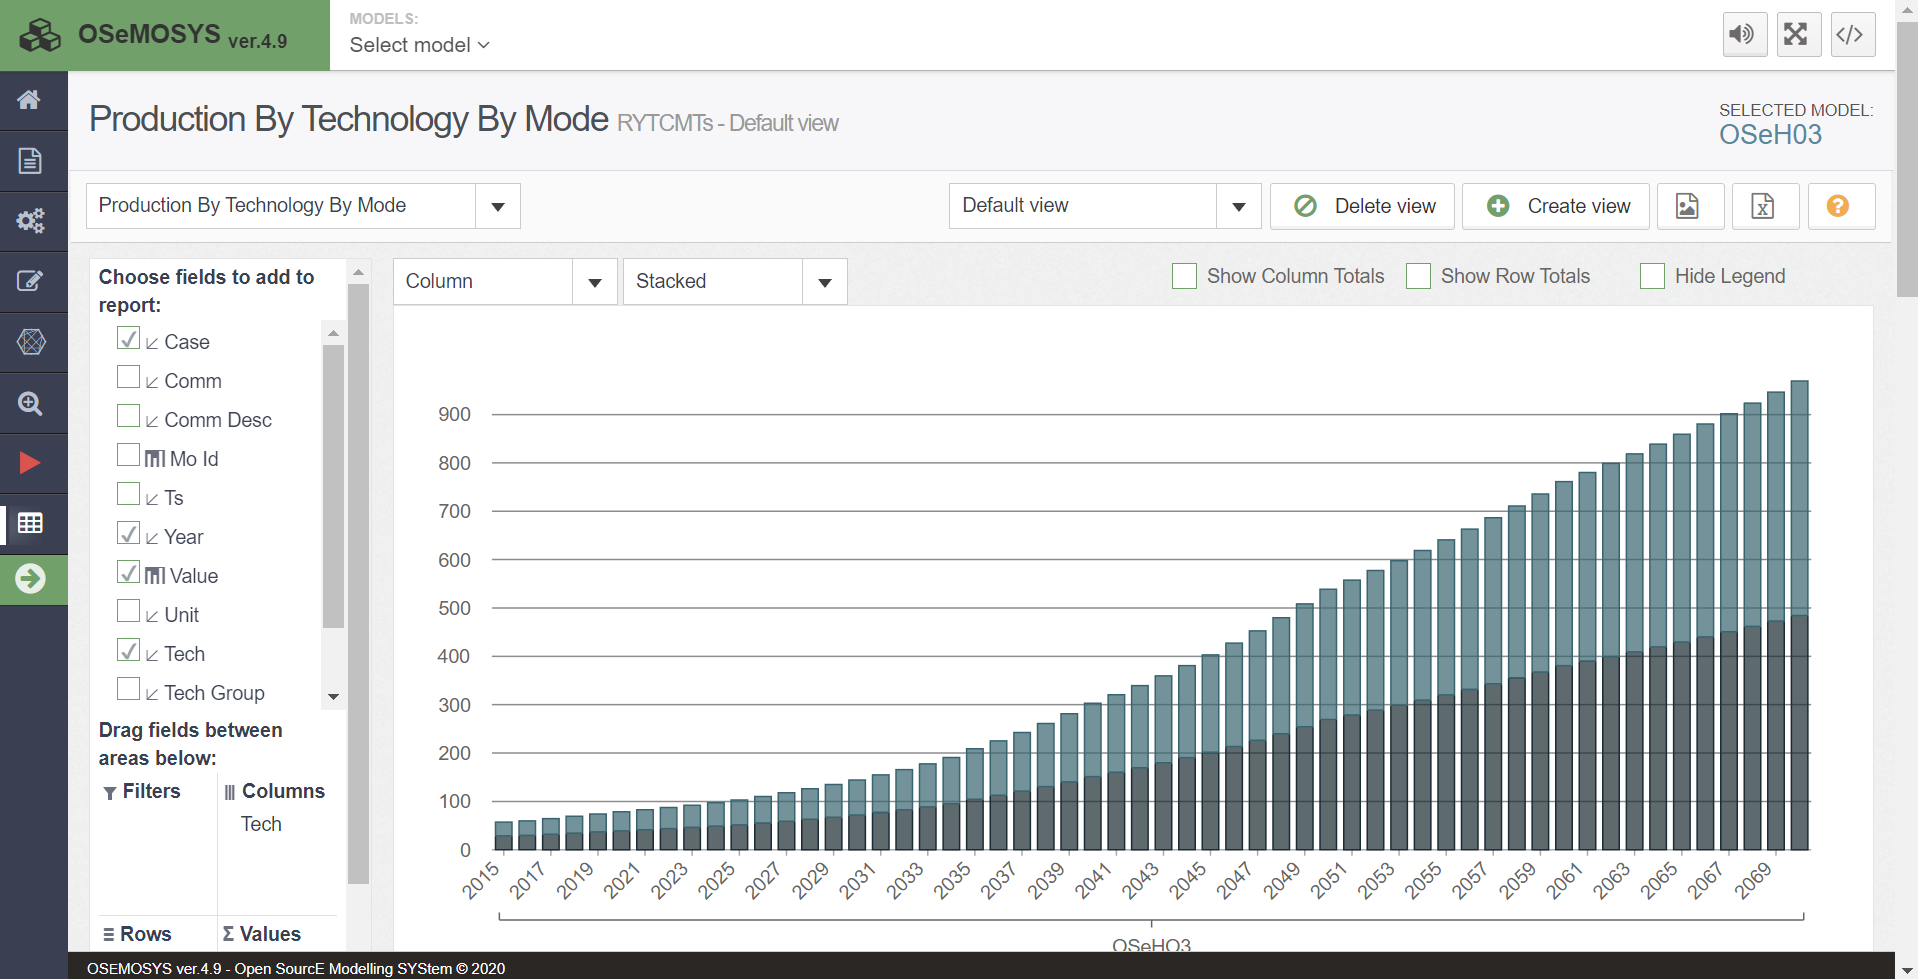 OSeMOSYS ver.4.9
MODELS:
Select model
Production By Technology By Mode RYTCMTs - Default view
SELECTED MODEL:
OSeH03
Production By Technology By Mode
Default view
Delete view
Create view
Choose fields to add to
report:
Case
Comm
Comm Desc
Mo Id
Ts
Year
Value
Unit
Tech
Tech Group
Drag fields between
areas below:
Filters
Columns
Tech
Rows
Σ Values
Column
Stacked
Show Column Totals
Show Row Totals
Hide Legend
900
800
700
600
500
400
300
200
100
0
2015
2017
2019
2021
2023
2025
2027
2029
2031
2033
2035
2037
2039
2041
2043
2045
2047
2049
2051
2053
2055
2057
2059
2061
2063
2065
2067
2069
OSeH03
OSEMOSYS ver.4.9 - Open SourcE Modelling SYStem © 2020